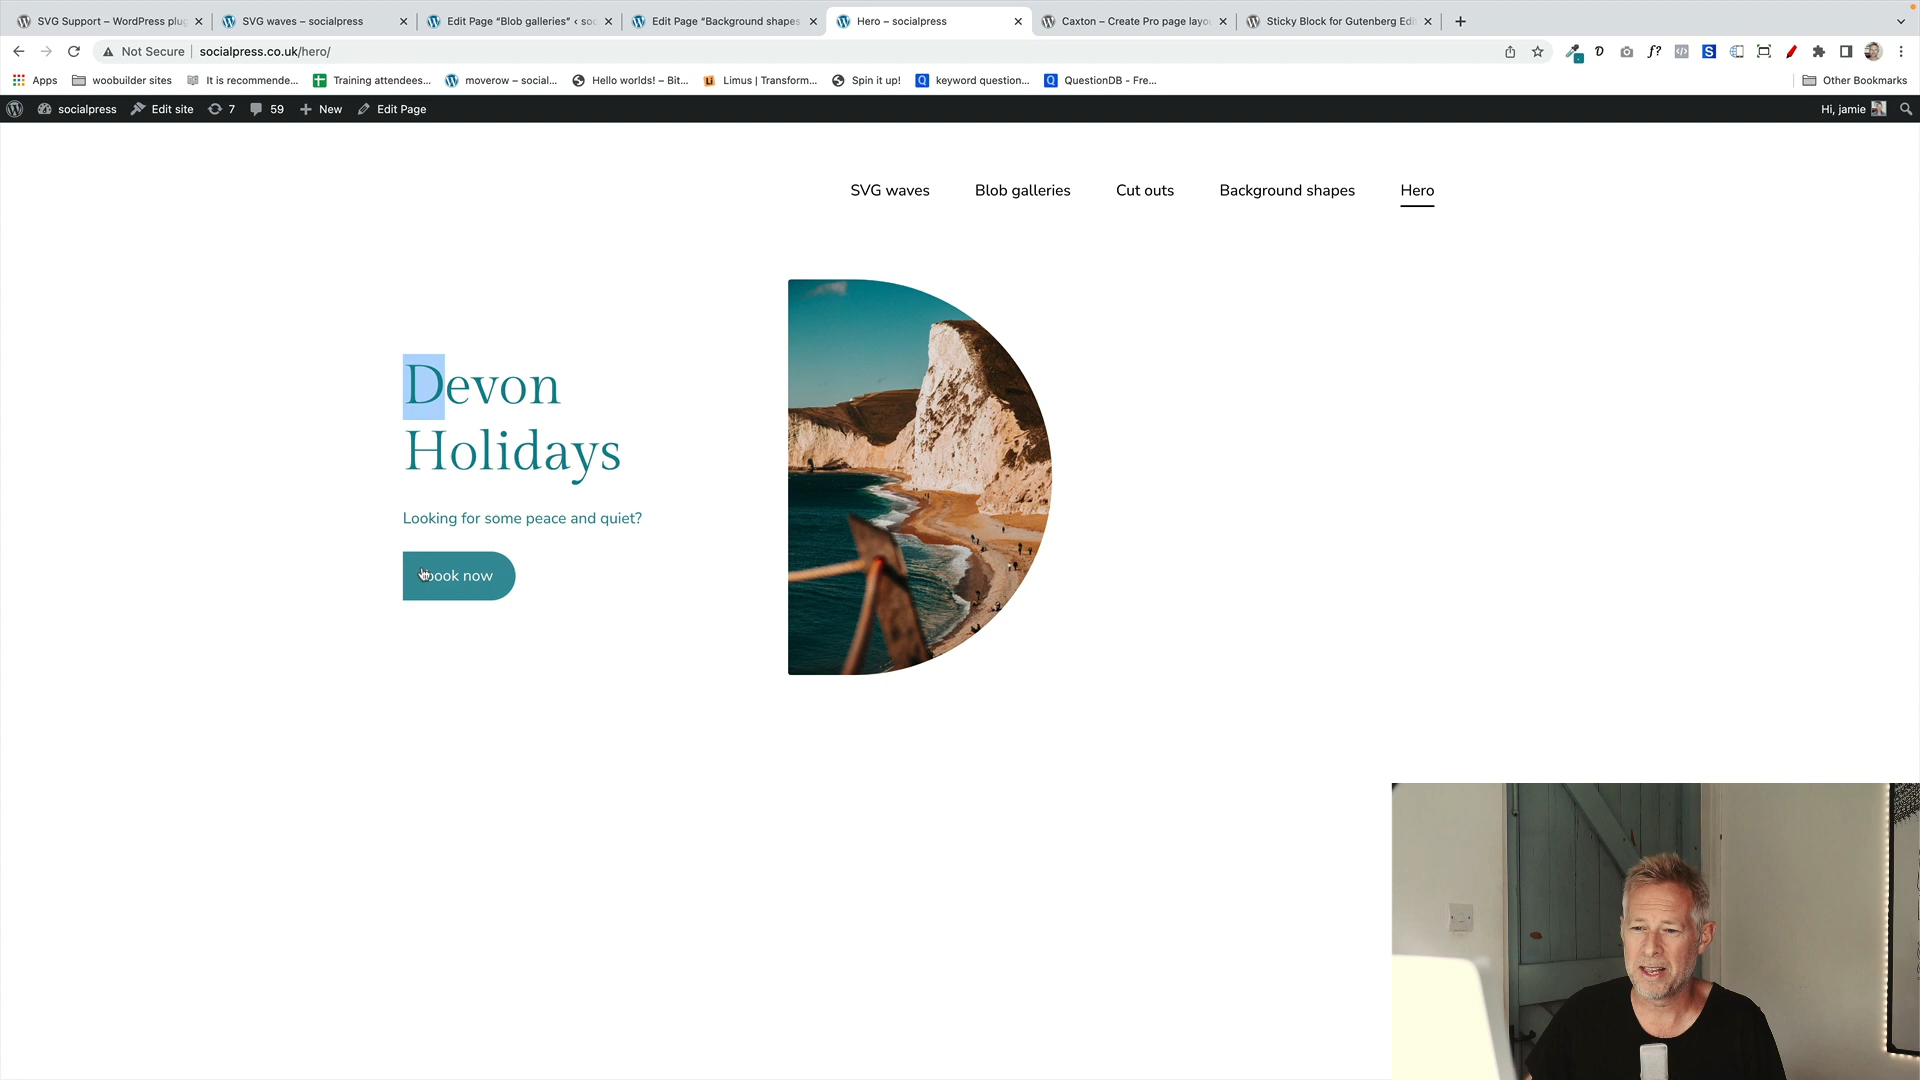 SVG Support – WordPress plug
SVG waves – socialpress
Edit Page “Blob galleries” ‹ soc
Edit Page “Background shapes
Hero – socialpress
Caxton – Create Pro page layo
Sticky Block for Gutenberg Edi
Not Secure
socialpress.co.uk/hero/
Apps
woobuilder sites
It is recommende...
Training attendees...
moverow – social...
Hello worlds! – Bit...
Limus | Transform...
Spin it up!
keyword question...
QuestionDB - Fre...
Other Bookmarks
socialpress
Edit site
7
59
New
Edit Page
Hi, jamie
SVG waves
Blob galleries
Cut outs
Background shapes
Hero
Devon
Holidays
Looking for some peace and quiet?
book now